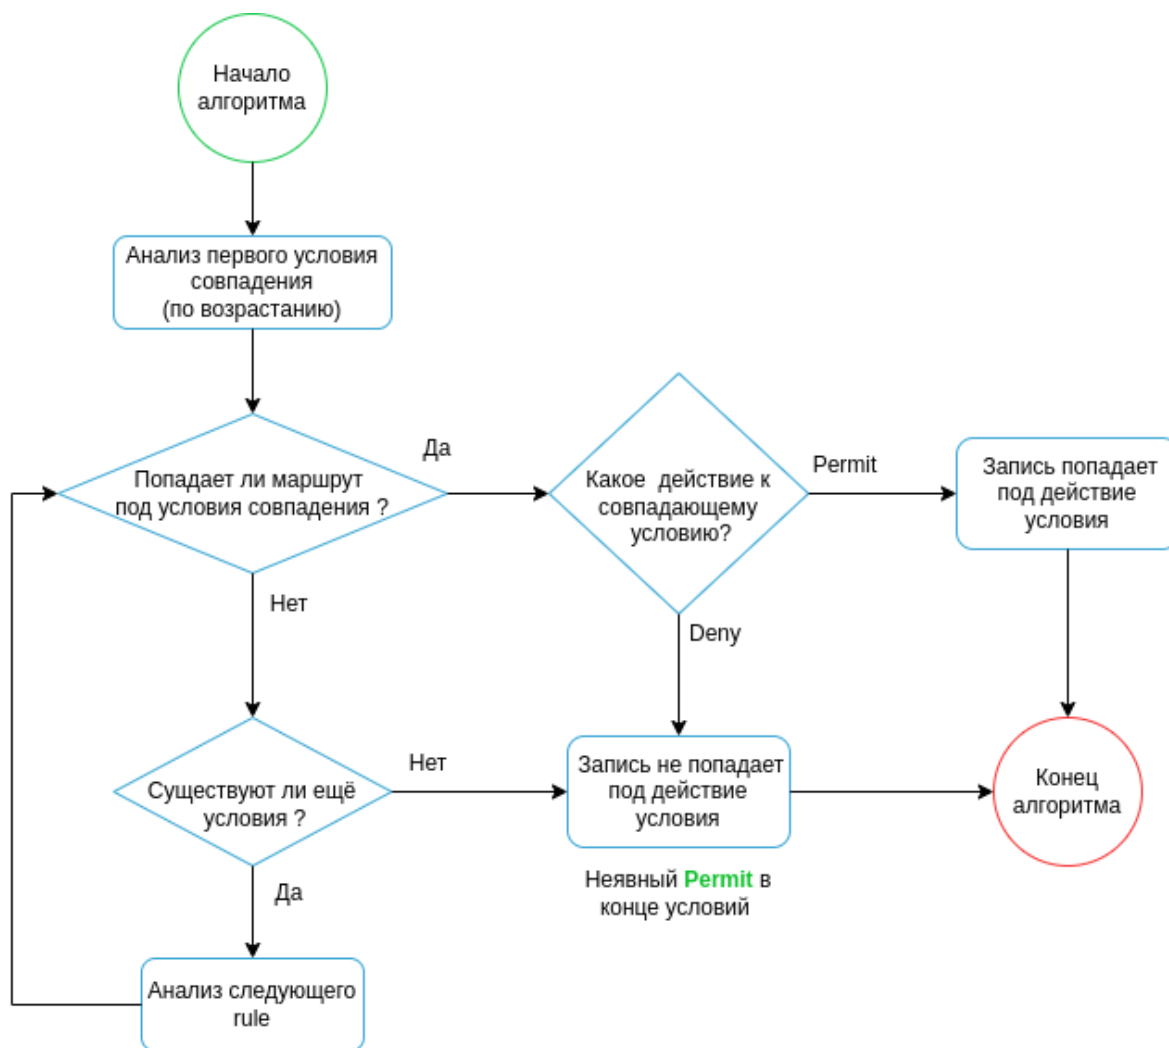 Начало
алгоритма
Анализ первого условия
совпадения
(по возрастанию)
Попадает ли маршрут
под условия совпадения ?
Да
Какое действие к
совпадающему
условию?
Permit
Запись попадает
под действие
условия
Нет
Deny
Существуют ли ещё
условия ?
Нет
Запись не попадает
под действие
условия
Конец
алгоритма
Неявный Permit в
конце условий
Да
Анализ следующего
rule